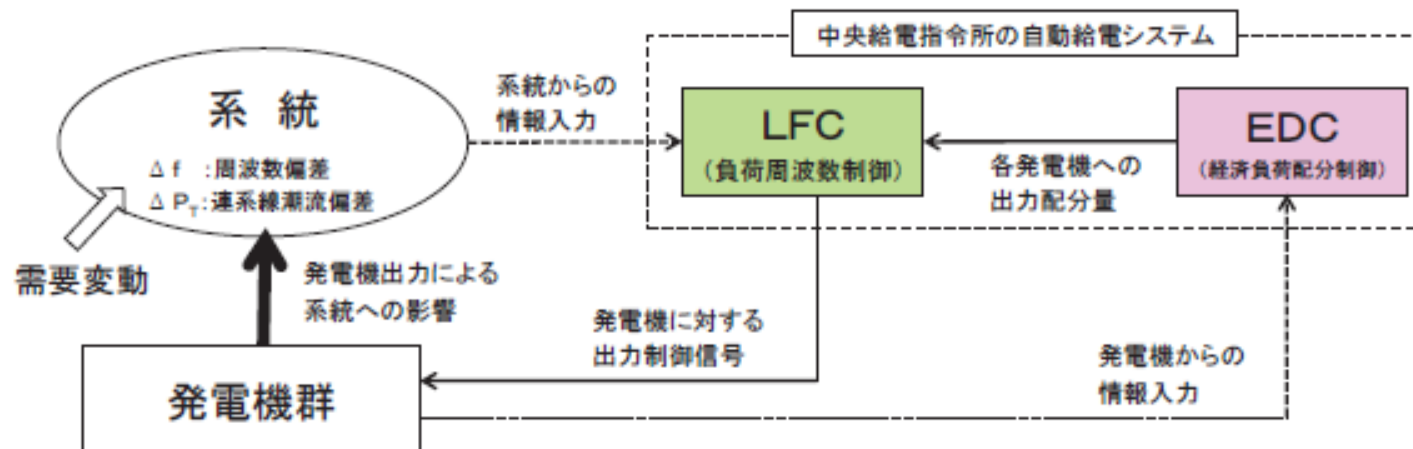 中央給電指令所の自動給電システム
系統からの
情報入力
系 統
Δ f :周波数偏差
Δ P_T:連系線潮流偏差
LFC
(負荷周波数制御)
各発電機への
出力配分量
EDC
(経済負荷配分制御)
需要変動
発電機出力による
系統への影響
発電機に対する
出力制御信号
発電機からの
情報入力
発電機群